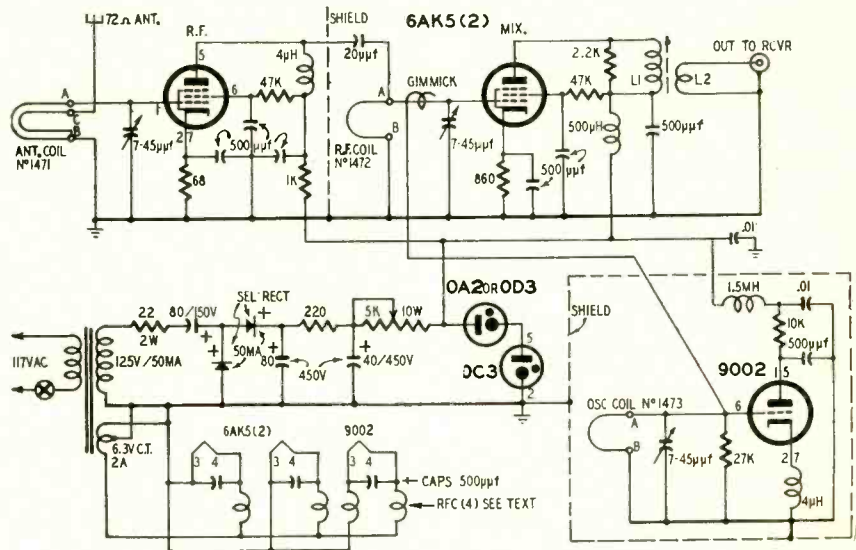 72Ω ANT.
R.F.
SHIELD
6AK5(2)
MIX.
OUT TO RCVR
5
4μH
20μμf
2.2K
47K
6
GIMMICK
47K
L1
L2
A
C
B
1
A
B
7-45μμf
7-45μμf
500μH
500μμf
ANT. COIL
Nº1471
2 7
500μμf
R.F. COIL
Nº1472
500μμf
68
1K
860
.01
0A2 OR 0D3
1.5MH
.01
SEL RECT
22
80/150V
220
5K
10W
SHIELD
2W
50MA
5
10K
500μμf
117VAC
125V/50MA
80
450V
40/450V
0C3
2
9002
1 5
OSC COIL Nº1473
6
A
B
6.3V C.T.
2A
6AK5(2)
9002
3 4
3 4
3 4
CAPS 500μμf
RFC (4) SEE TEXT
7-45μμf
27K
2 7
4μH